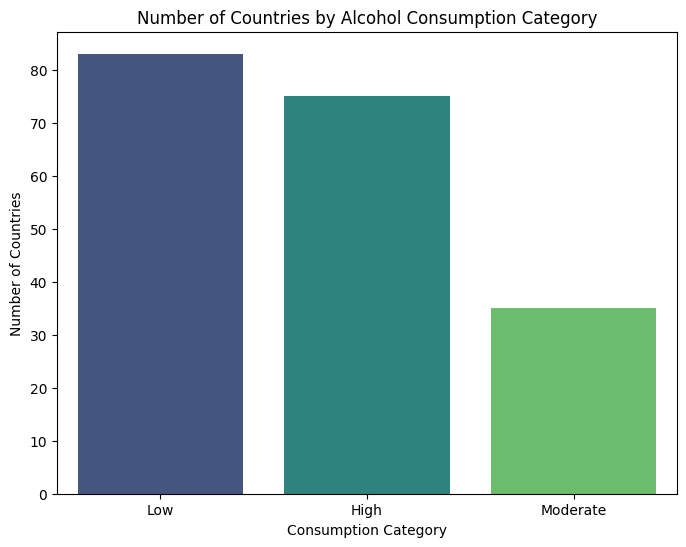 Number of Countries by Alcohol Consumption Category
Number of Countries
80
70
60
50
40
30
20
10
0
Low High Moderate
Consumption Category